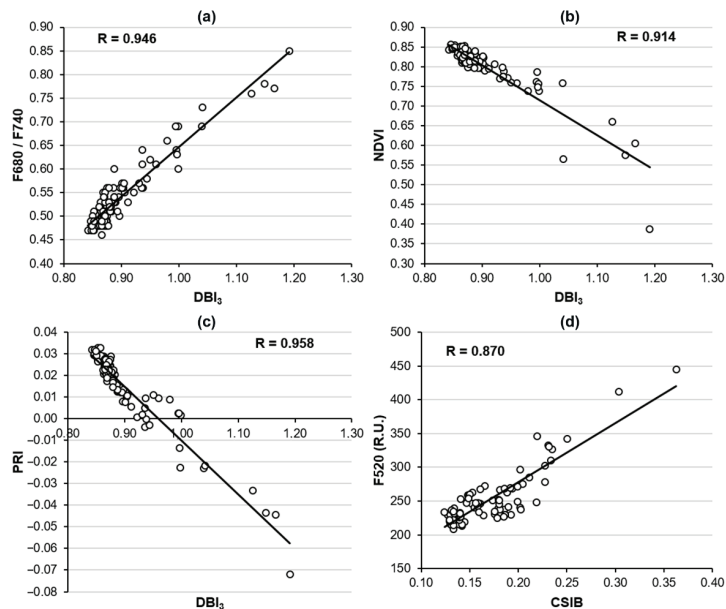 (a)
R = 0.946
0.90
0.85
0.80
0.75
0.70
0.65
0.60
0.55
0.50
0.45
0.40
F680 / F740
0.80 0.90 1.00 1.10 1.20 1.30
DBI₃
(b)
R = 0.914
0.90
0.85
0.80
0.75
0.70
0.65
0.60
0.55
0.50
0.45
0.40
0.35
0.30
NDVI
0.80 0.90 1.00 1.10 1.20 1.30
DBI₃
(c)
R = 0.958
0.04
0.03
0.02
0.01
0.00
−0.01
−0.02
−0.03
−0.04
−0.05
−0.06
−0.07
−0.08
PRI
0.80 0.90 1.00 1.10 1.20 1.30
DBI₃
(d)
R = 0.870
500
450
400
350
300
250
200
150
F520 (R.U.)
0.10 0.15 0.20 0.25 0.30 0.35 0.40
CSIB